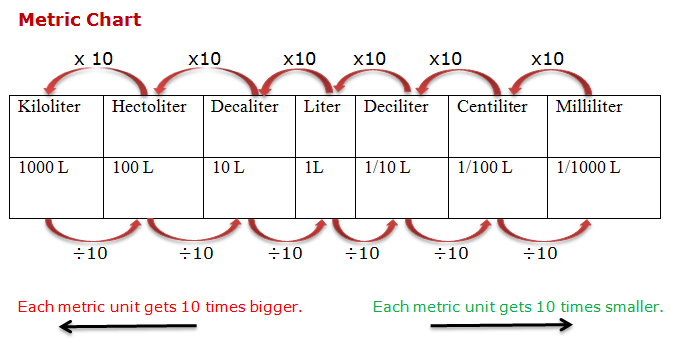 Metric Chart
x 10 x10 x10 x10 x10 x10
Kiloliter Hectoliter Decaliter Liter Deciliter Centiliter Milliliter
1000 L 100 L 10 L 1L 1/10 L 1/100 L 1/1000 L
÷10 ÷10 ÷10 ÷10 ÷10 ÷10
Each metric unit gets 10 times bigger. Each metric unit gets 10 times smaller.